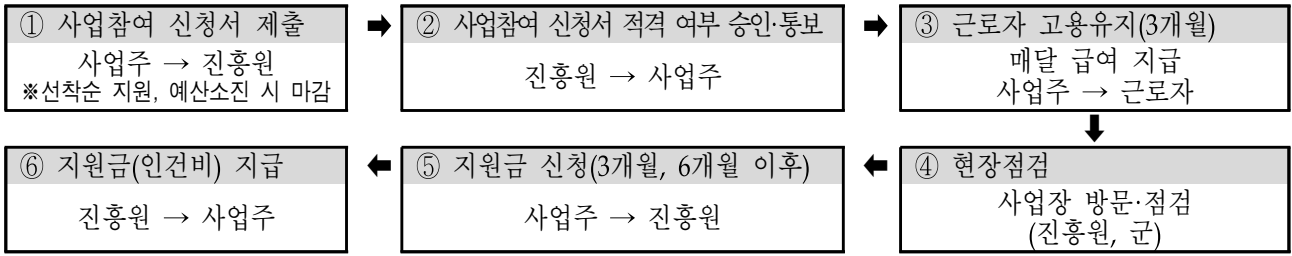 ① 사업참여 신청서 제출
사업주 → 진흥원
※선착순 지원, 예산소진 시 마감
➡
② 사업참여 신청서 적격 여부 승인·통보
진흥원 → 사업주
➡
③ 근로자 고용유지(3개월)
매달 급여 지급
사업주 → 근로자
⬇
④ 현장점검
사업장 방문·점검
(진흥원, 군)
⬅
⑤ 지원금 신청(3개월, 6개월 이후)
사업주 → 진흥원
⬅
⑥ 지원금(인건비) 지급
진흥원 → 사업주